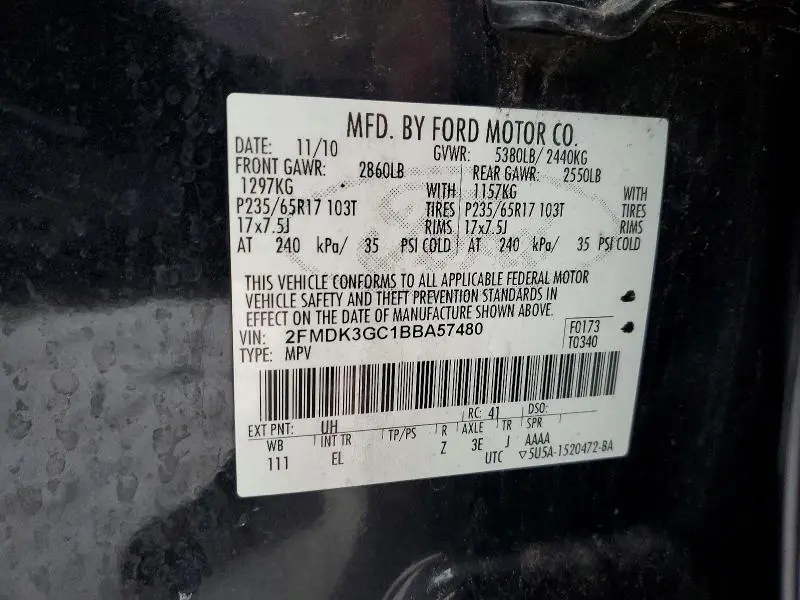 MFD. BY FORD MOTOR CO.
DATE: 11/10 GVWR: 5380LB/ 2440KG
FRONT GAWR: 2860LB REAR GAWR: 2550LB
1297KG WITH 1157KG WITH
P235/65R17 103T TIRES P235/65R17 103T TIRES
17x7.5J RIMS 17x7.5J RIMS
AT 240 kPa/ 35 PSI COLD AT 240 kPa/ 35 PSI COLD
THIS VEHICLE CONFORMS TO ALL APPLICABLE FEDERAL MOTOR
VEHICLE SAFETY AND THEFT PREVENTION STANDARDS IN
EFFECT ON THE DATE OF MANUFACTURE SHOWN ABOVE.
VIN: 2FMDK3GC1BBA57480 F0173
TYPE: MPV T0340
EXT PNT: UH RC: 41 DSO:
WB INT TR TP/PS R AXLE TR SPR
111 EL Z 3E J AAAA
UTC ▽5U5A-1520472-BA